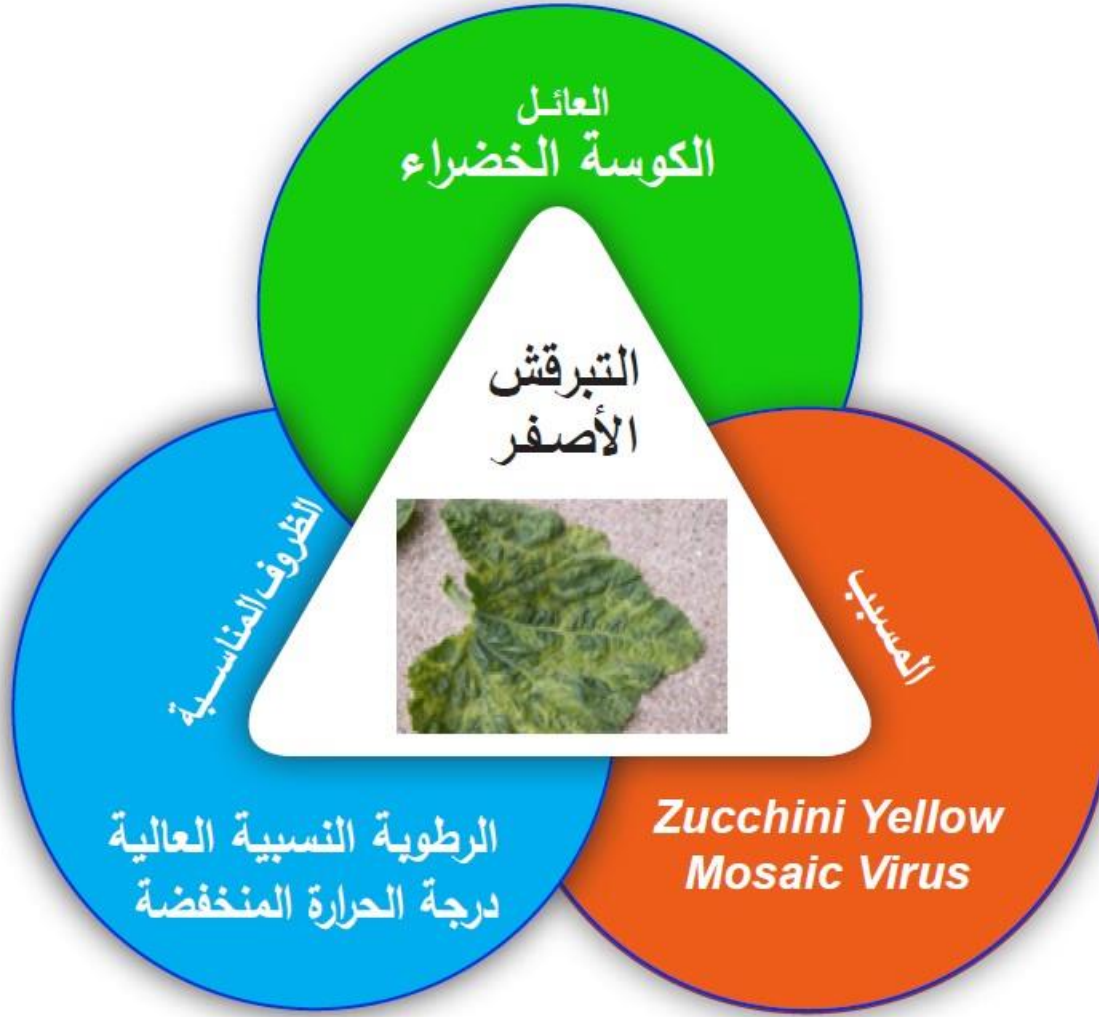 العائل
الكوسة الخضراء
التبرقش
الأصفر
الظروف المناسبة
الرطوبة النسبية العالية
درجة الحرارة المنخفضة
المسبب
Zucchini Yellow
Mosaic Virus